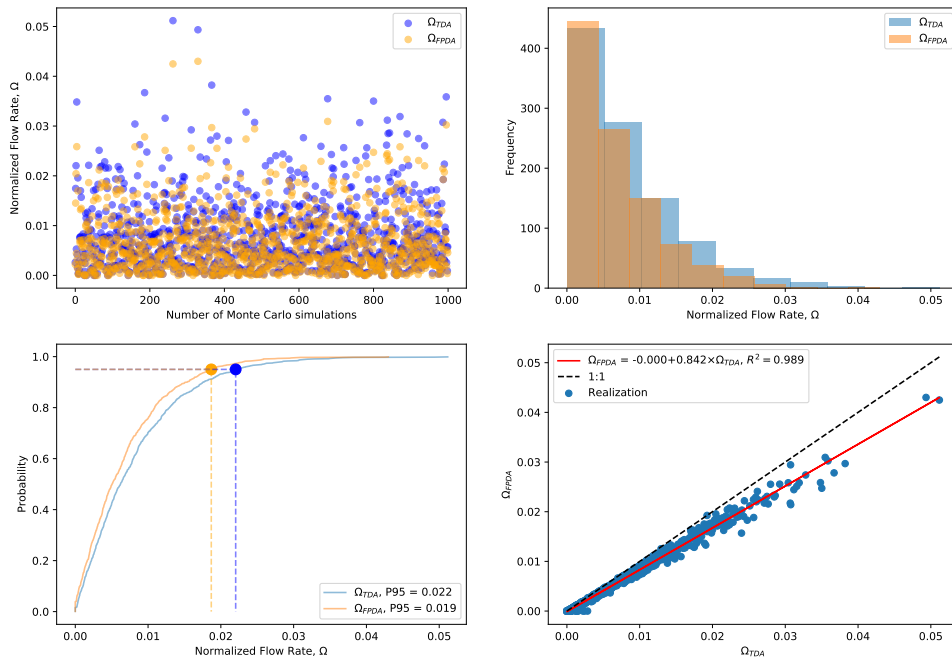 0.05
0.04
0.03
0.02
0.01
0.00
Normalized Flow Rate, Ω
Ω_TDA
Ω_FPDA
0 200 400 600 800 1000
Number of Monte Carlo simulations
400
300
200
100
0
Frequency
Ω_TDA
Ω_FPDA
0.00 0.01 0.02 0.03 0.04 0.05
Normalized Flow Rate, Ω
1.0
0.8
0.6
0.4
0.2
0.0
Probability
Ω_TDA, P95 = 0.022
Ω_FPDA, P95 = 0.019
0.00 0.01 0.02 0.03 0.04 0.05
Normalized Flow Rate, Ω
Ω_FPDA = -0.000+0.842×Ω_TDA, R² = 0.989
1:1
Realization
0.05
0.04
0.03
0.02
0.01
0.00
Ω_FPDA
0.00 0.01 0.02 0.03 0.04 0.05
Ω_TDA